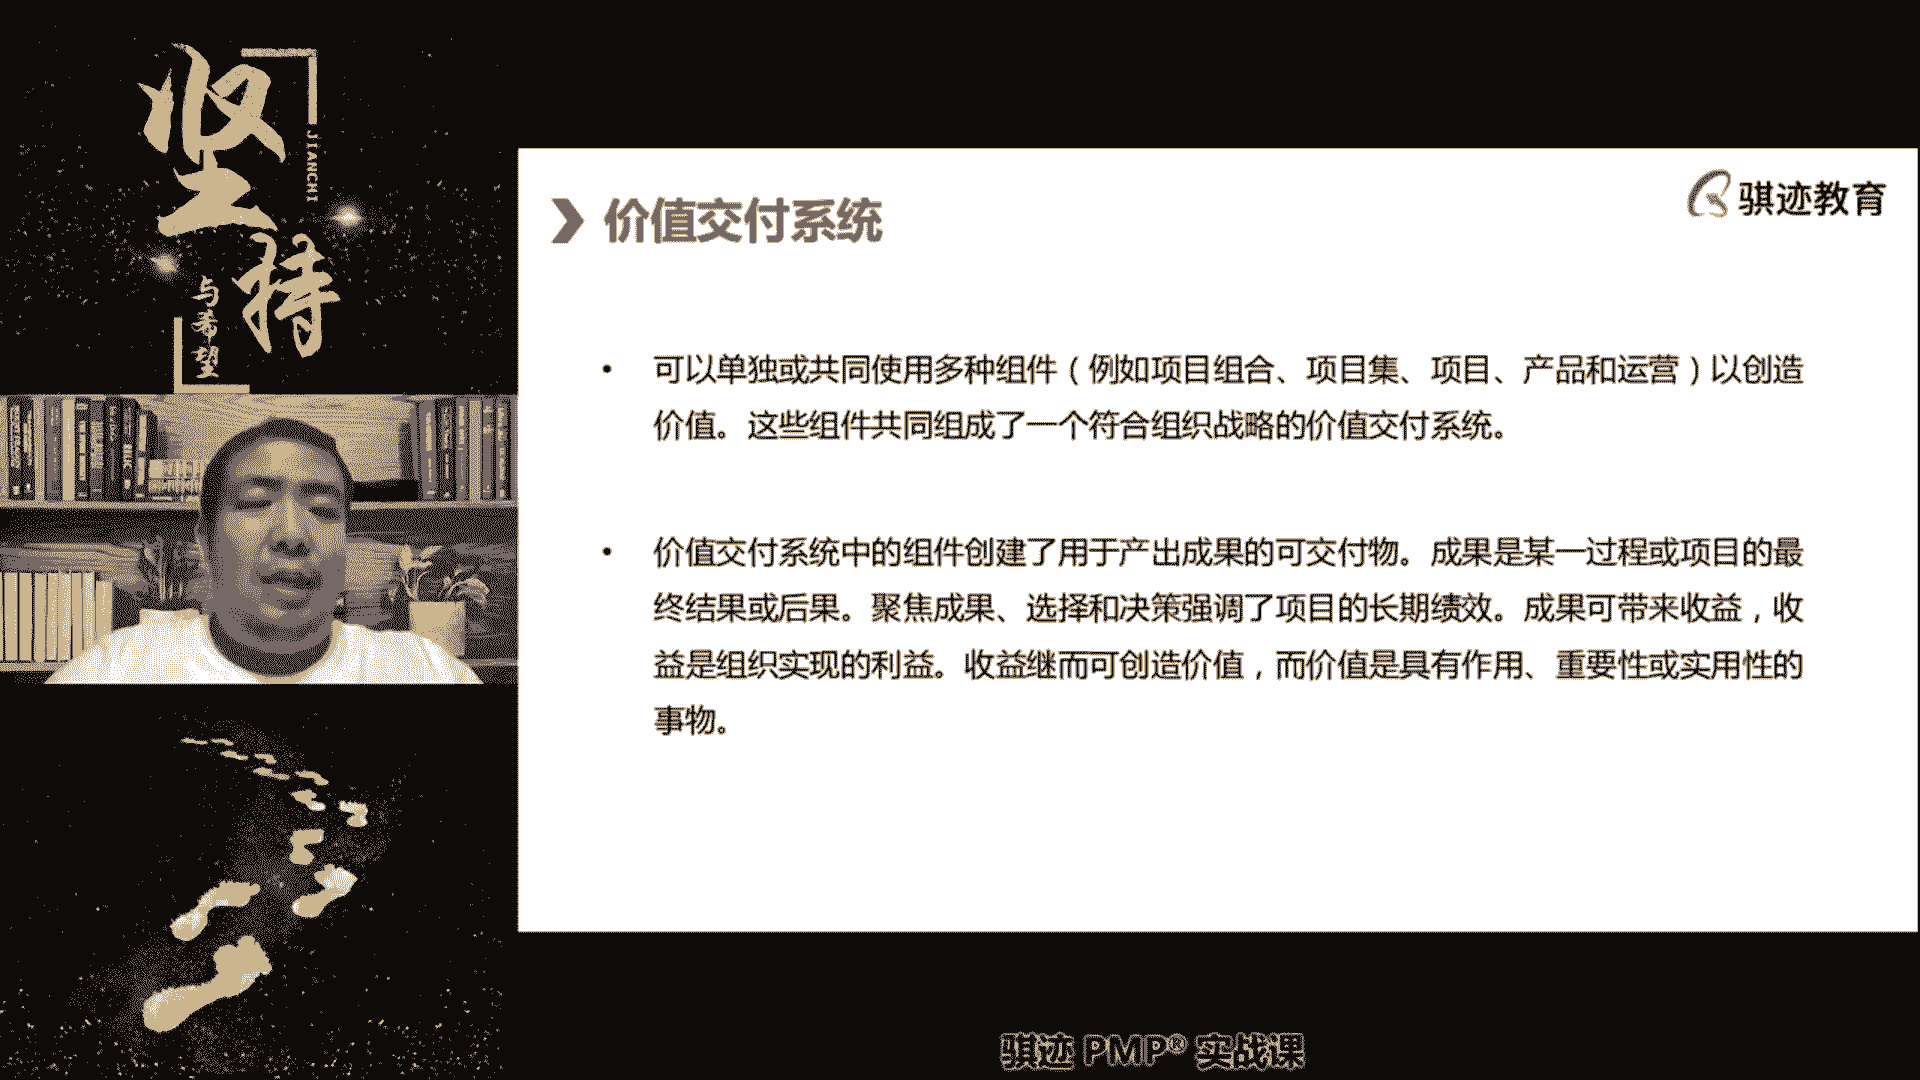 坚持
JIANCHI
与希望
骐迹教育
价值交付系统
• 可以单独或共同使用多种组件（例如项目组合、项目集、项目、产品和运营）以创造
价值。这些组件共同组成了一个符合组织战略的价值交付系统。
• 价值交付系统中的组件创建了用于产出成果的可交付物。成果是某一过程或项目的最
终结果或后果。聚焦成果、选择和决策强调了项目的长期绩效。成果可带来收益，收
益是组织实现的利益。收益继而可创造价值，而价值是具有作用、重要性或实用性的
事物。
骐迹 PMP® 实战课